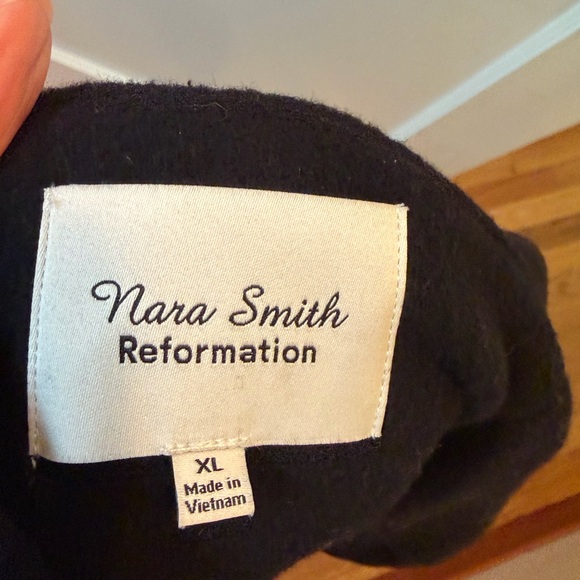 Nara Smith
Reformation
XL
Made in
Vietnam